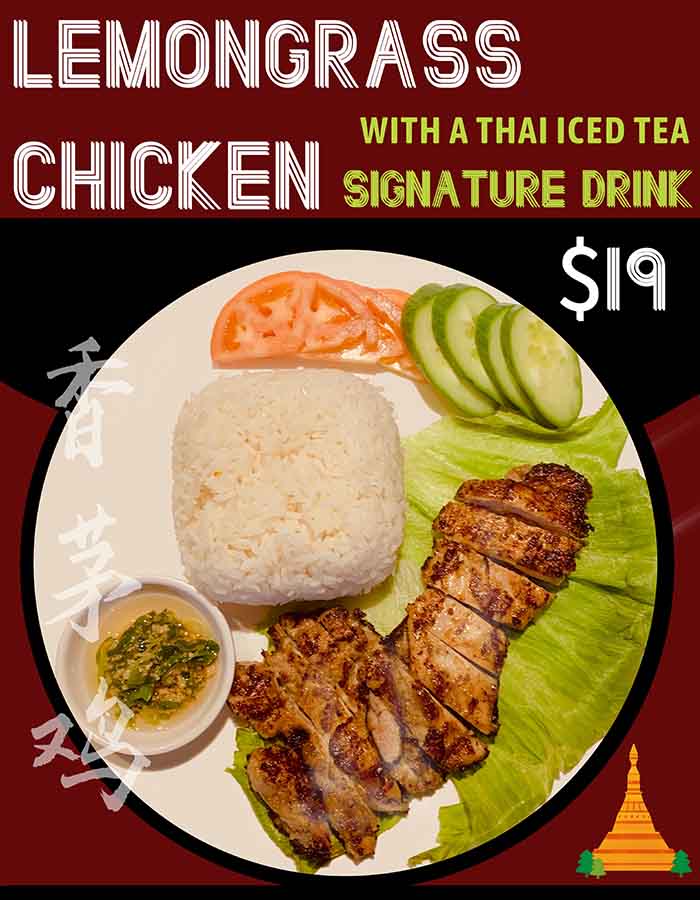 LEMONGRASS
CHICKEN
WITH A THAI ICED TEA
SIGNATURE DRINK
$19
香茅鸡